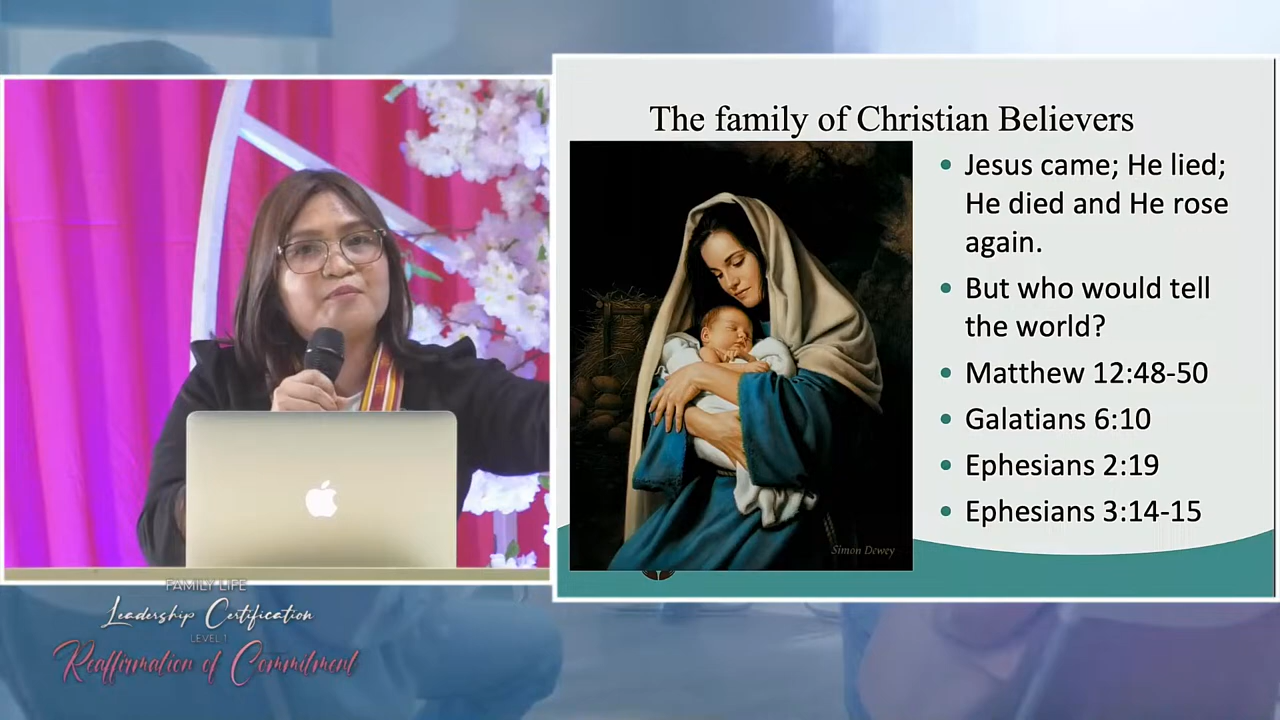 The family of Christian Believers
• Jesus came; He lied;
He died and He rose
again.
• But who would tell
the world?
• Matthew 12:48-50
• Galatians 6:10
• Ephesians 2:19
• Ephesians 3:14-15
Simon Dewey
FAMILY LIFE
Leadership Certification
LEVEL 1
Reaffirmation of Commitment